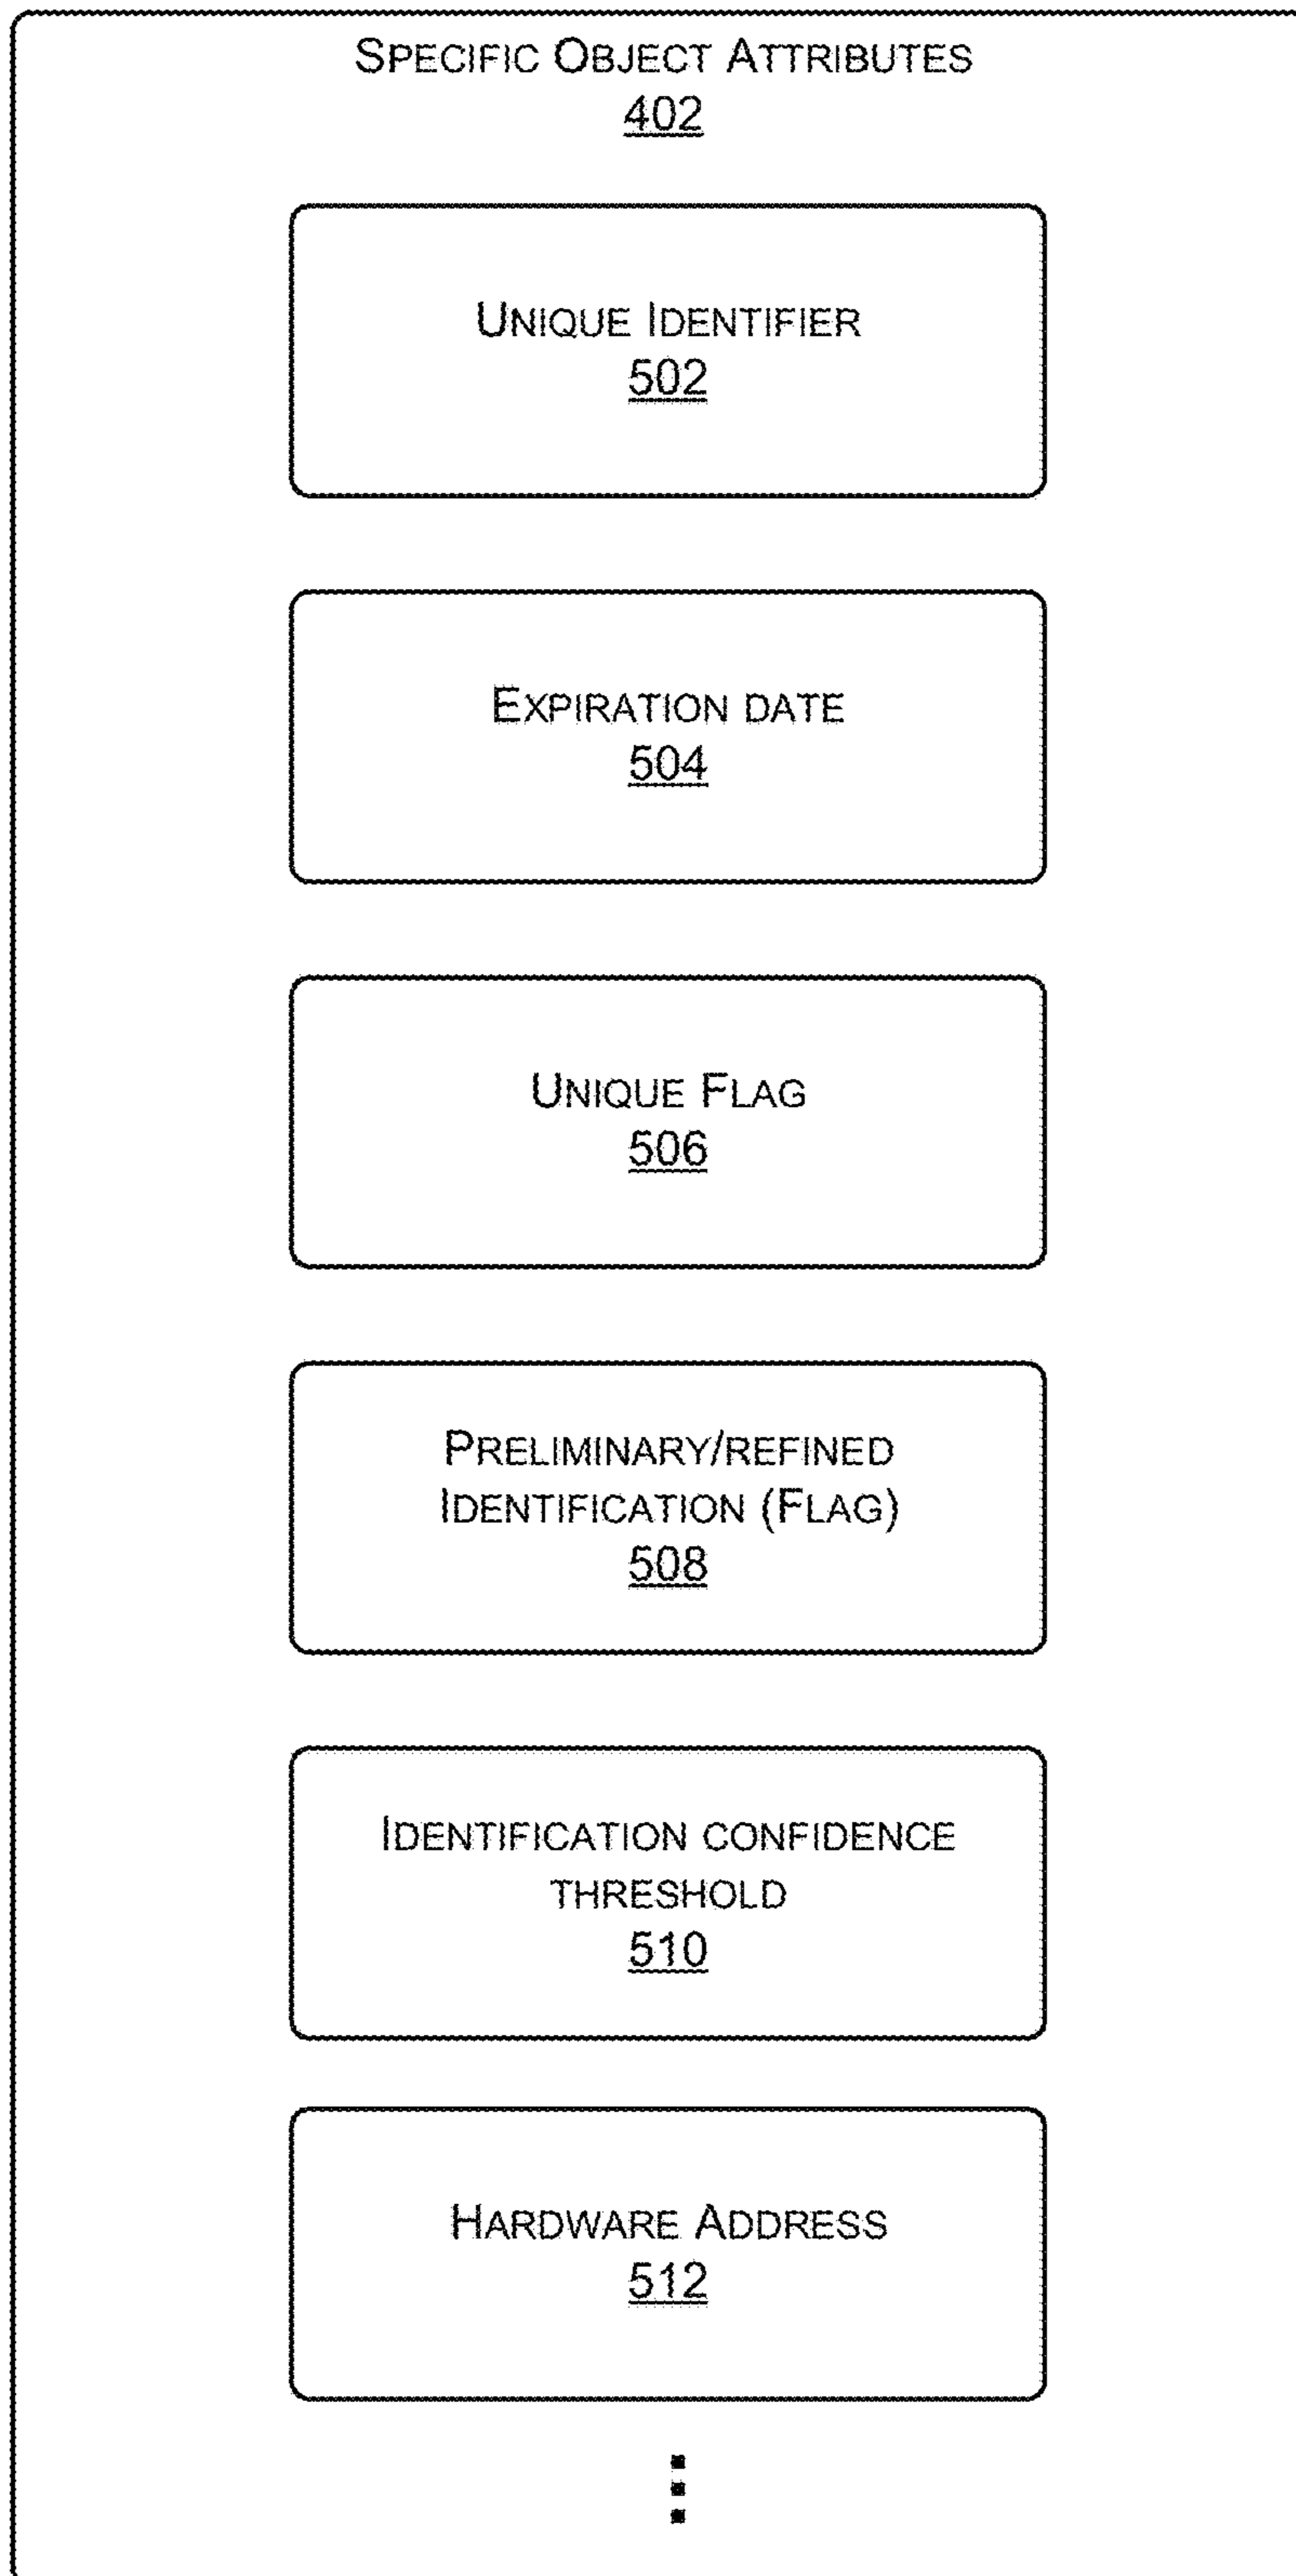 SPECIFIC OBJECT ATTRIBUTES
402
UNIQUE IDENTIFIER
502
EXPIRATION DATE
504
UNIQUE FLAG
506
PRELIMINARY/REFINED
IDENTIFICATION (FLAG)
508
IDENTIFICATION CONFIDENCE
THRESHOLD
510
HARDWARE ADDRESS
512